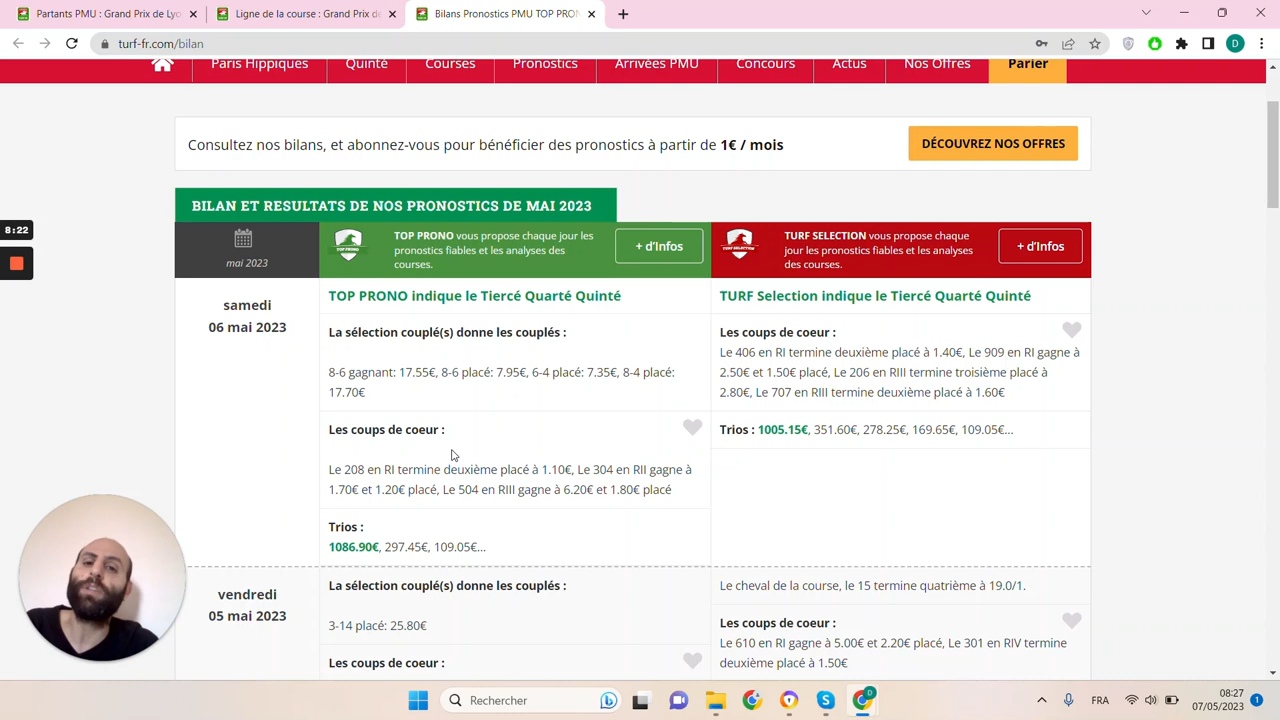 Partants PMU : Grand Prix de Lyo
Ligne de la course : Grand Prix de
Bilans Pronostics PMU TOP PRON
turf-fr.com/bilan
D
Paris Hippiques
Quinté
Courses
Pronostics
Arrivées PMU
Concours
Actus
Nos Offres
Parier
Consultez nos bilans, et abonnez-vous pour bénéficier des pronostics à partir de 1€ / mois
DÉCOUVREZ NOS OFFRES
BILAN ET RESULTATS DE NOS PRONOSTICS DE MAI 2023
8:22
mai 2023
TOP PRONO
TOP PRONO vous propose chaque jour les
pronostics fiables et les analyses des
courses.
+ d'Infos
TURF SELECTION
TURF SELECTION vous propose chaque
jour les pronostics fiables et les analyses
des courses.
+ d'Infos
samedi
06 mai 2023
TOP PRONO indique le Tiercé Quarté Quinté
La sélection couplé(s) donne les couplés :
8-6 gagnant: 17.55€, 8-6 placé: 7.95€, 6-4 placé: 7.35€, 8-4 placé:
17.70€
Les coups de coeur :
Le 208 en RI termine deuxième placé à 1.10€, Le 304 en RII gagne à
1.70€ et 1.20€ placé, Le 504 en RIII gagne à 6.20€ et 1.80€ placé
Trios :
1086.90€, 297.45€, 109.05€...
TURF Selection indique le Tiercé Quarté Quinté
Les coups de coeur :
Le 406 en RI termine deuxième placé à 1.40€, Le 909 en RI gagne à
2.50€ et 1.50€ placé, Le 206 en RIII termine troisième placé à
2.80€, Le 707 en RIII termine deuxième placé à 1.60€
Trios : 1005.15€, 351.60€, 278.25€, 169.65€, 109.05€...
vendredi
05 mai 2023
La sélection couplé(s) donne les couplés :
3-14 placé: 25.80€
Les coups de coeur :
Le cheval de la course, le 15 termine quatrième à 19.0/1.
Les coups de coeur :
Le 610 en RI gagne à 5.00€ et 2.20€ placé, Le 301 en RIV termine
deuxième placé à 1.50€
Rechercher
D
FRA
08:27
07/05/2023
1